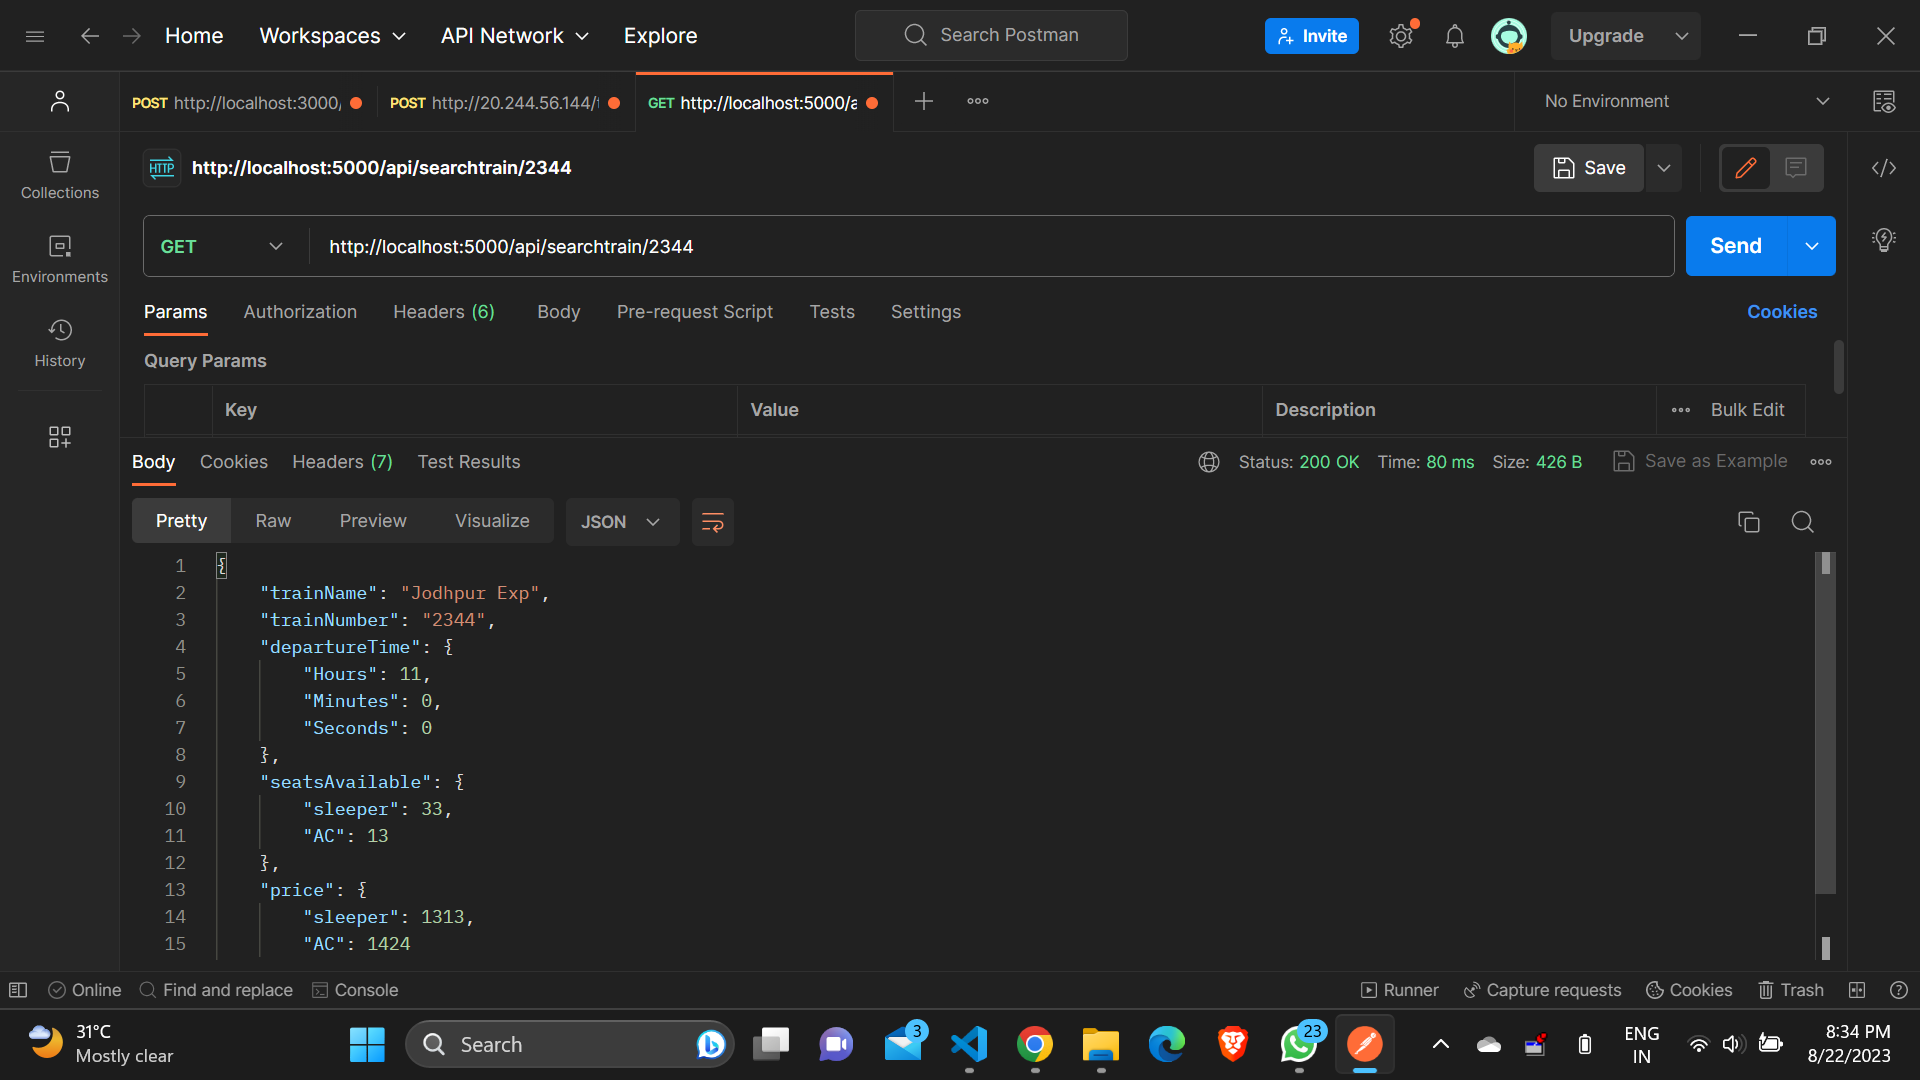 Home
Workspaces
API Network
Explore
Search Postman
Invite
Upgrade
POST http://localhost:3000/
POST http://20.244.56.144/t
GET http://localhost:5000/a
No Environment
HTTP http://localhost:5000/api/searchtrain/2344
Save
Collections
Environments
History
GET
http://localhost:5000/api/searchtrain/2344
Send
Params
Authorization
Headers (6)
Body
Pre-request Script
Tests
Settings
Cookies
Query Params
Key
Value
Description
Bulk Edit
Body
Cookies
Headers (7)
Test Results
Status: 200 OK
Time: 80 ms
Size: 426 B
Save as Example
Pretty
Raw
Preview
Visualize
JSON
1 {
2 "trainName": "Jodhpur Exp",
3 "trainNumber": "2344",
4 "departureTime": {
5 "Hours": 11,
6 "Minutes": 0,
7 "Seconds": 0
8 },
9 "seatsAvailable": {
10 "sleeper": 33,
11 "AC": 13
12 },
13 "price": {
14 "sleeper": 1313,
15 "AC": 1424
Online
Find and replace
Console
Runner
Capture requests
Cookies
Trash
31°C
Mostly clear
Search
3
23
ENG
IN
8:34 PM
8/22/2023